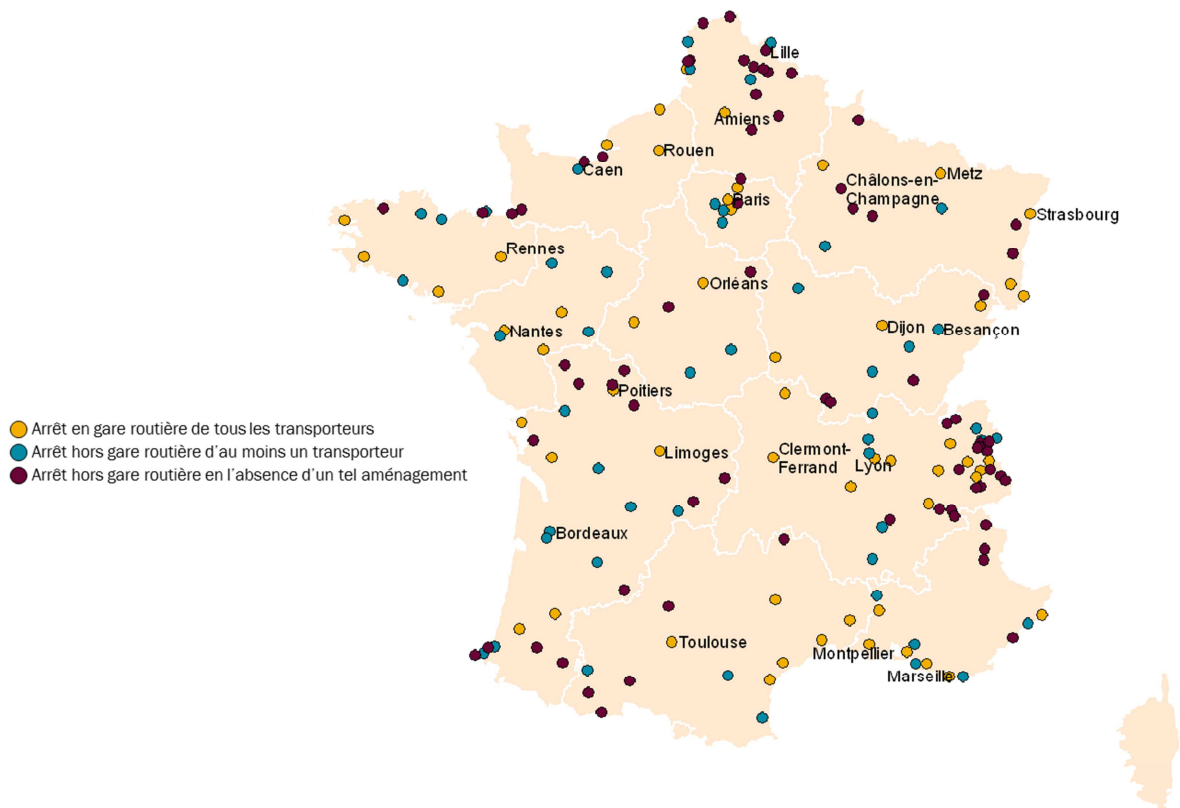 Lille
Amiens
Rouen
Caen
Metz
Châlons-en-
Champagne
Paris
Strasbourg
Rennes
Orléans
Nantes
Dijon
Besançon
Poitiers
Arrêt en gare routière de tous les transporteurs
Arrêt hors gare routière d'au moins un transporteur
Arrêt hors gare routière en l'absence d'un tel aménagement
Limoges
Clermont-
Ferrand
Lyon
Bordeaux
Toulouse
Montpellier
Marseille